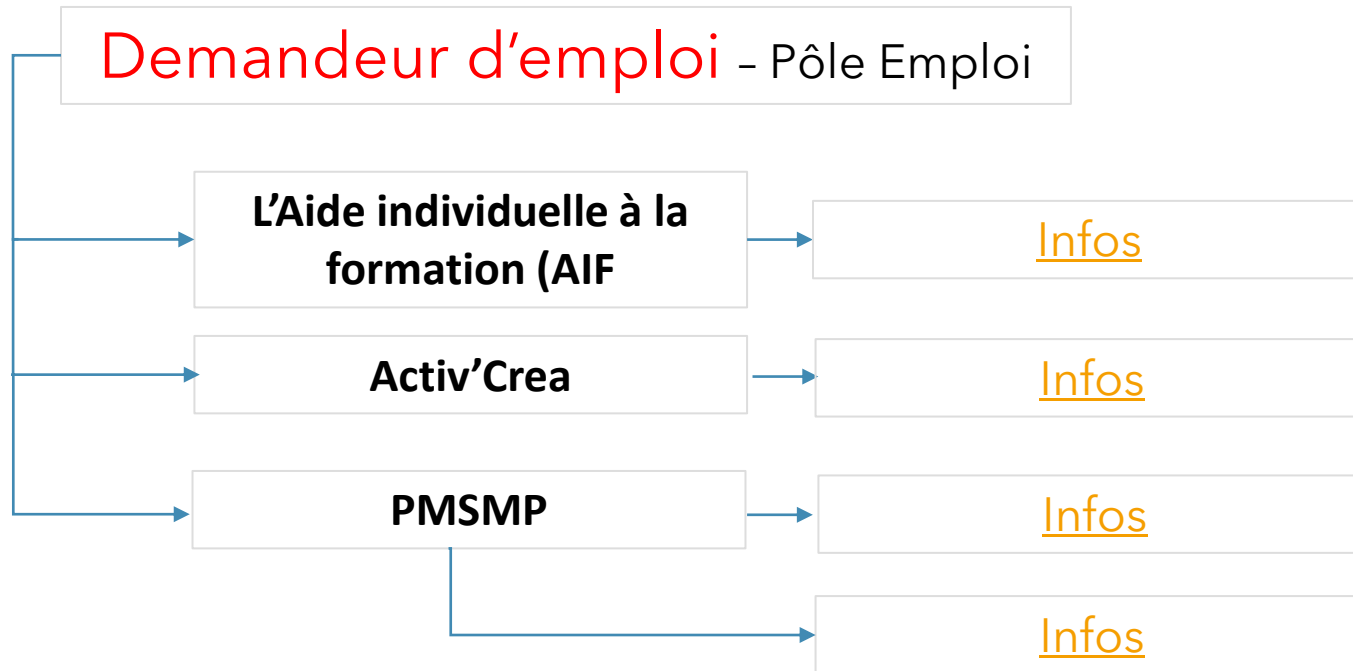 Demandeur d’emploi – Pôle Emploi
L’Aide individuelle à la
formation (AIF
Infos
Activ’Crea
Infos
PMSMP
Infos
Infos